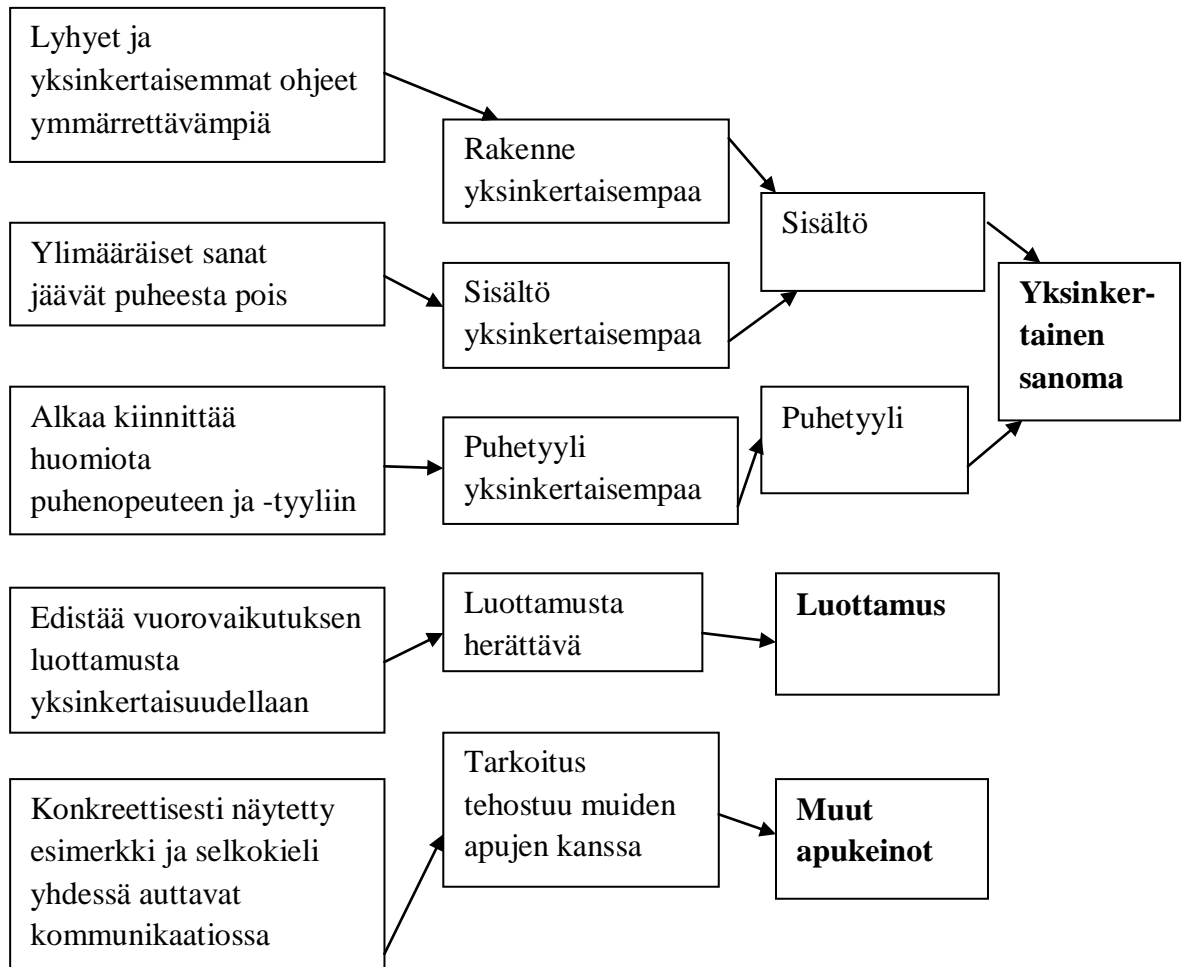 Lyhyet ja
yksinkertaisemmat ohjeet
ymmärrettävämpiä
Rakenne
yksinkertaisempaa
Sisältö
Ylimääräiset sanat
jäävät puheesta pois
Sisältö
yksinkertaisempaa
Yksinker-
tainen
sanoma
Alkaa kiinnittää
huomiota
puhenopeuteen ja -tyyliin
Puhetyyli
yksinkertaisempaa
Puhetyyli
Edistää vuorovaikutuksen
luottamusta
yksinkertaisuudellaan
Luottamusta
herättävä
Luottamus
Konkreettisesti näytetty
esimerkki ja selkokieli
yhdessä auttavat
kommunikaatiossa
Tarkoitus
tehostuu muiden
apujen kanssa
Muut
apukeinot